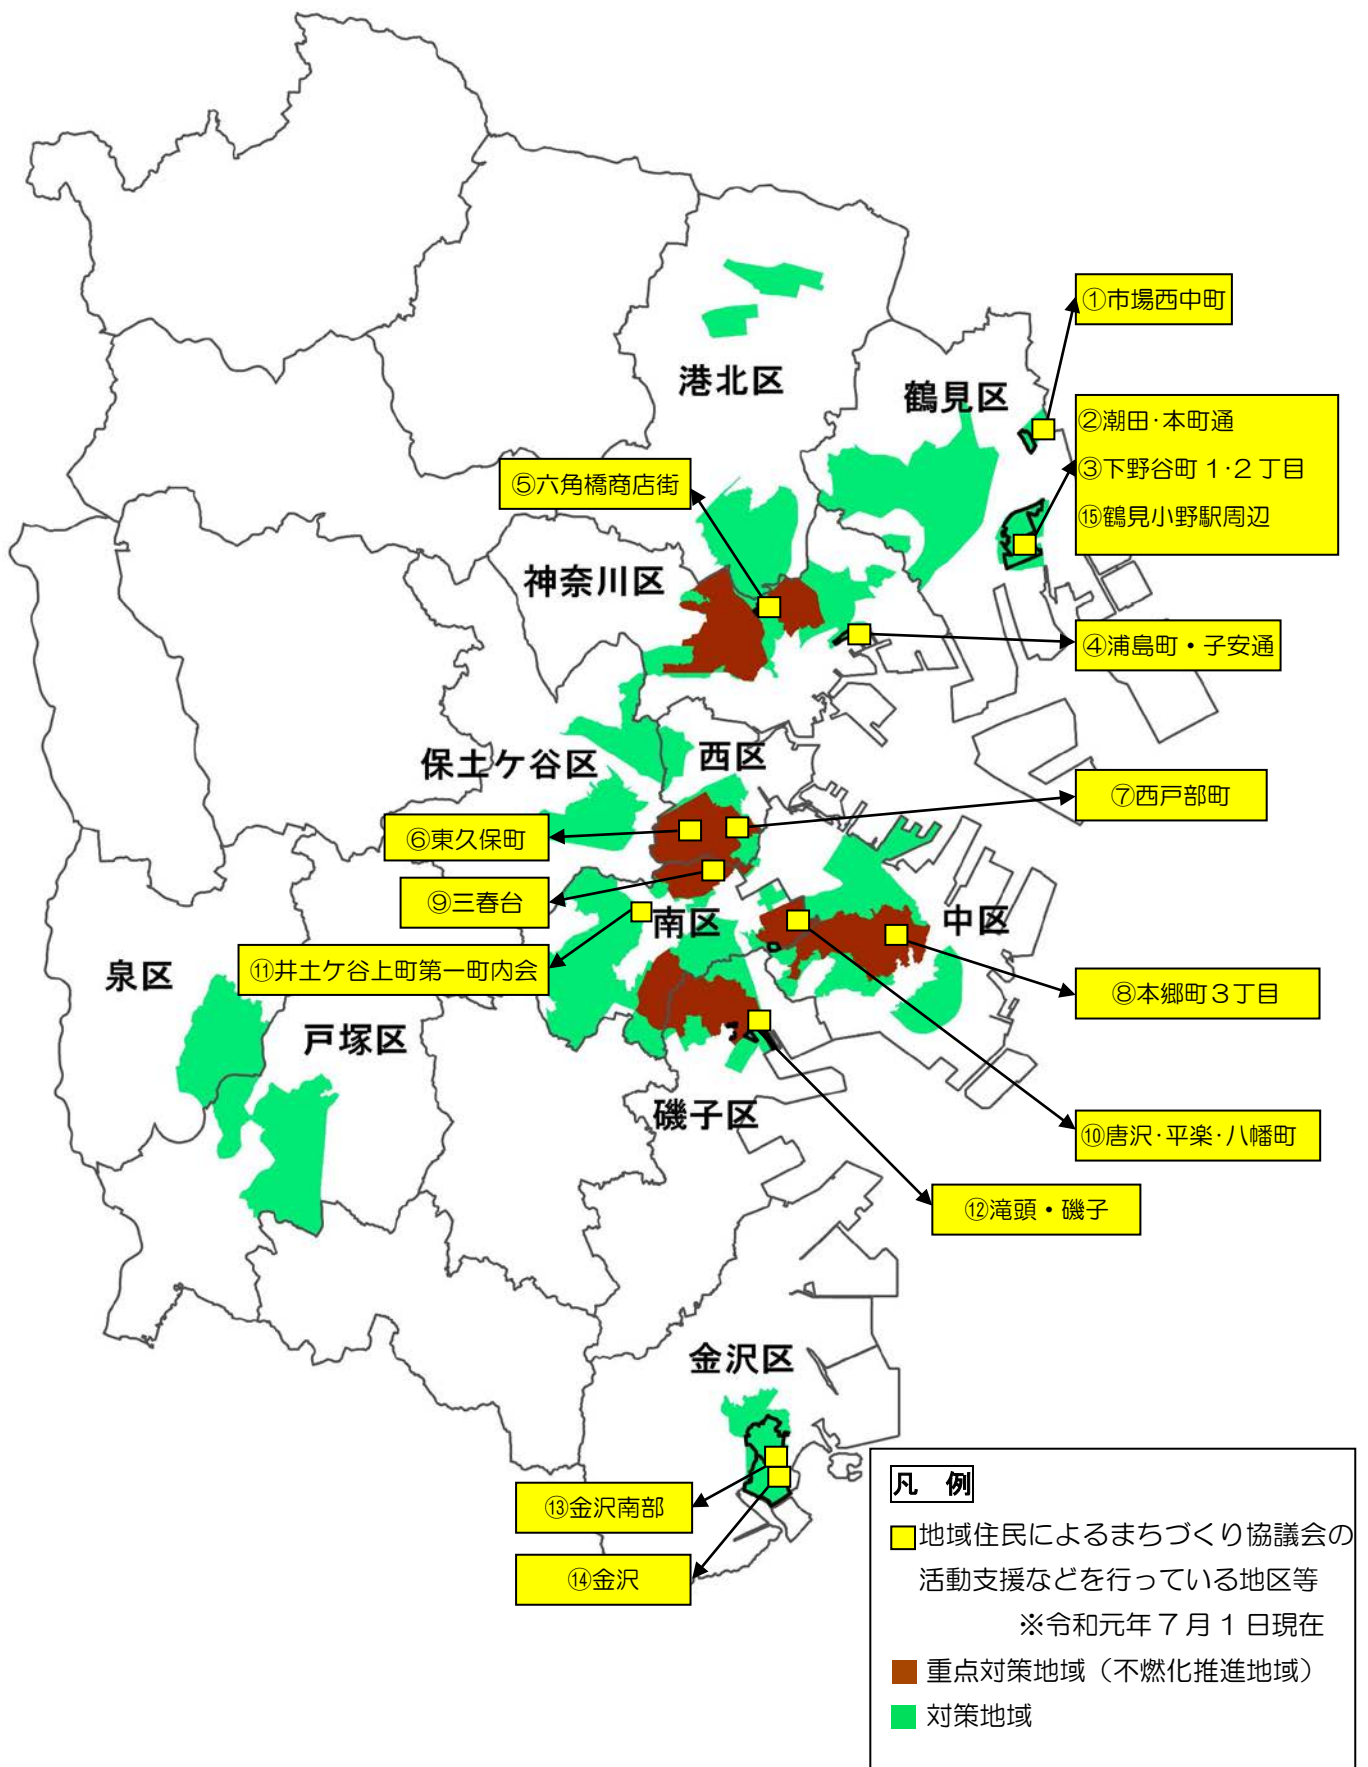 ①市場西中町
港北区
鶴見区
②潮田・本町通
③下野谷町1・2丁目
⑮鶴見小野駅周辺
⑤六角橋商店街
神奈川区
④浦島町・子安通
保土ケ谷区
西区
⑦西戸部町
⑥東久保町
⑨三春台
南区
中区
⑪井土ケ谷上町第一町内会
泉区
⑧本郷町3丁目
戸塚区
磯子区
⑩唐沢・平楽・八幡町
⑫滝頭・磯子
金沢区
⑬金沢南部
⑭金沢
凡 例
地域住民によるまちづくり協議会の
活動支援などを行っている地区等
※令和元年7月1日現在
重点対策地域（不燃化推進地域）
対策地域